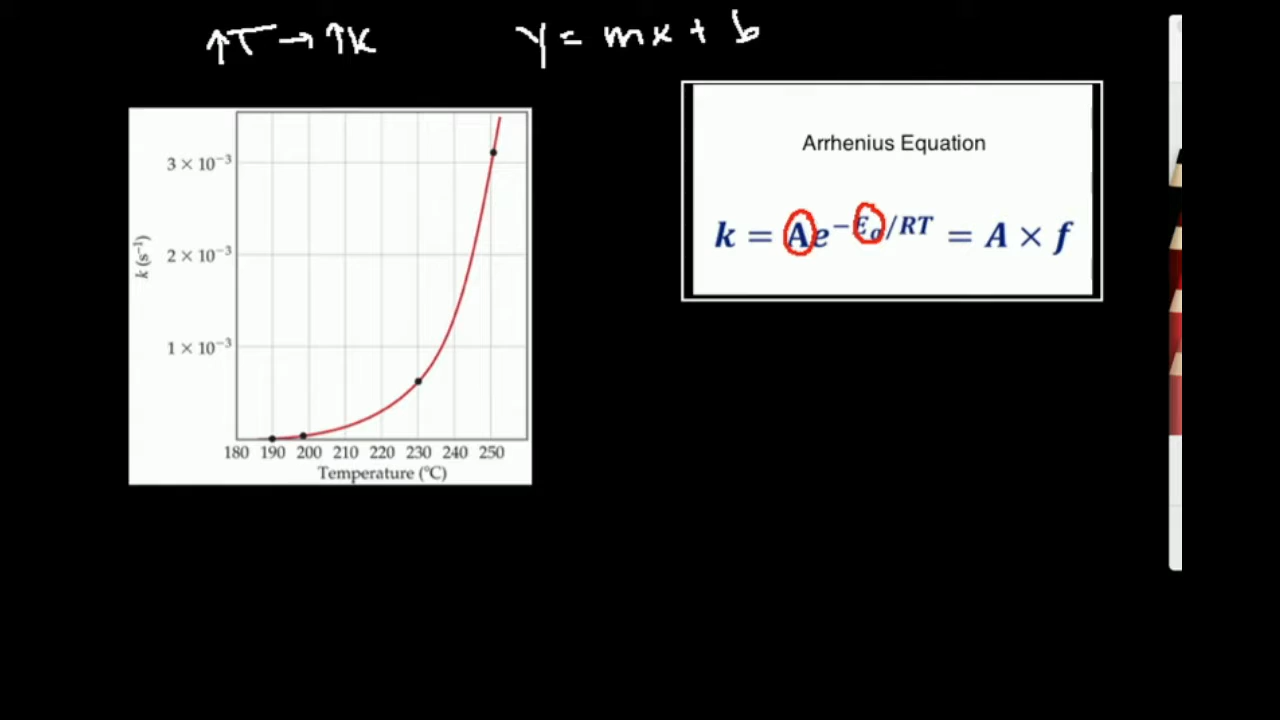 ↑T → ↑K
y = mx + b
Arrhenius Equation
k = Ae^{−E_a/RT} = A × f
3 × 10⁻³
2 × 10⁻³
1 × 10⁻³
k (s⁻¹)
180 190 200 210 220 230 240 250
Temperature (°C)